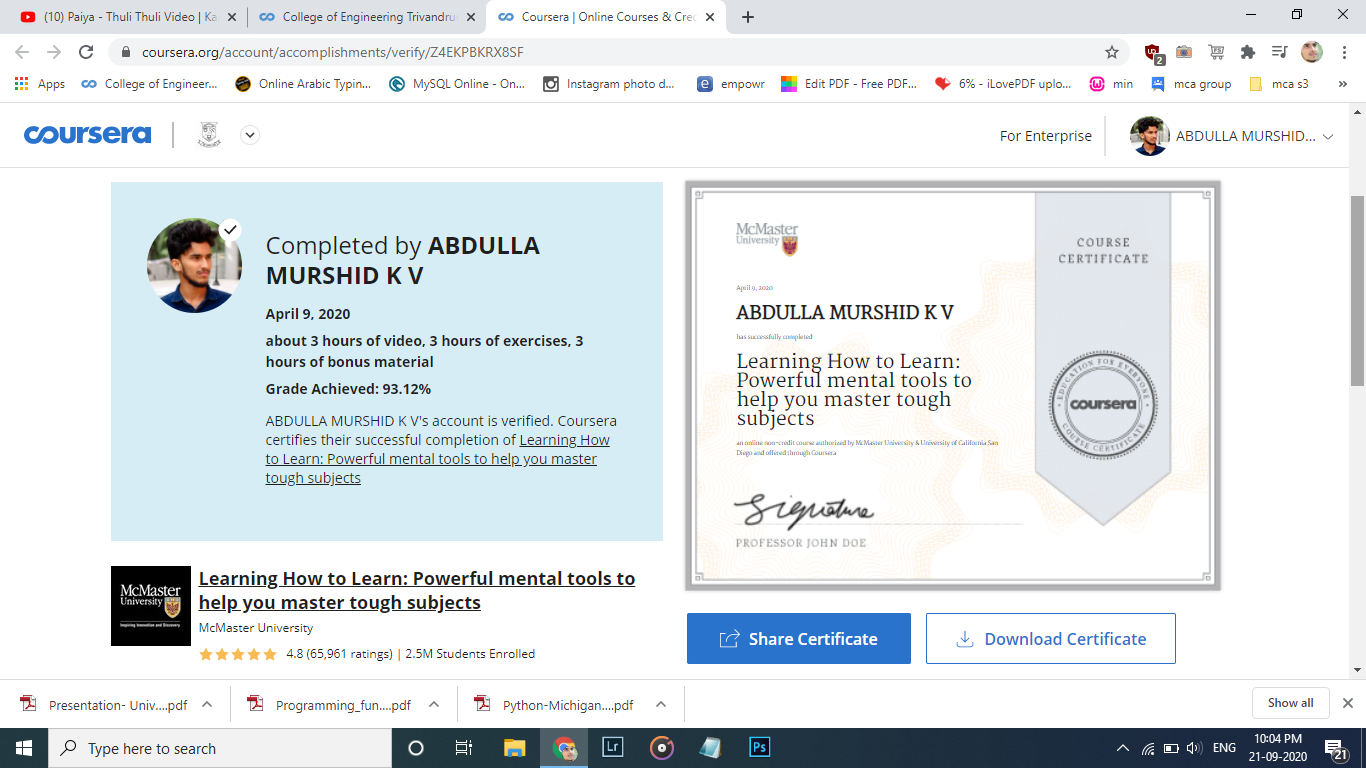 (10) Paiya - Thuli Thuli Video | Ka
College of Engineering Trivandru
Coursera | Online Courses & Cred
coursera.org/account/accomplishments/verify/Z4EKPBKRX8SF
2
Apps
College of Engineer...
Online Arabic Typin...
MySQL Online - On...
Instagram photo d...
empowr
Edit PDF - Free PDF...
6% - iLovePDF uplo...
min
mca group
mca s3
»
coursera
For Enterprise
ABDULLA MURSHID...
Completed by ABDULLA
MURSHID K V
April 9, 2020
about 3 hours of video, 3 hours of exercises, 3
hours of bonus material
Grade Achieved: 93.12%
ABDULLA MURSHID K V's account is verified. Coursera
certifies their successful completion of Learning How
to Learn: Powerful mental tools to help you master
tough subjects
McMaster
University
Inspiring Innovation and Discovery
Learning How to Learn: Powerful mental tools to
help you master tough subjects
McMaster University
4.8 (65,961 ratings) | 2.5M Students Enrolled
McMaster
University
April 9, 2020
ABDULLA MURSHID K V
has successfully completed
Learning How to Learn:
Powerful mental tools to
help you master tough
subjects
an online non-credit course authorized by McMaster University & University of California San
Diego and offered through Coursera
Signature
PROFESSOR JOHN DOE
COURSE
CERTIFICATE
EDUCATION FOR EVERYONE
coursera
COURSE CERTIFICATE
Share Certificate
Download Certificate
Presentation- Univ....pdf
Programming_fun....pdf
Python-Michigan....pdf
Show all
Type here to search
Lr
Ps
ENG
10:04 PM
21-09-2020
21